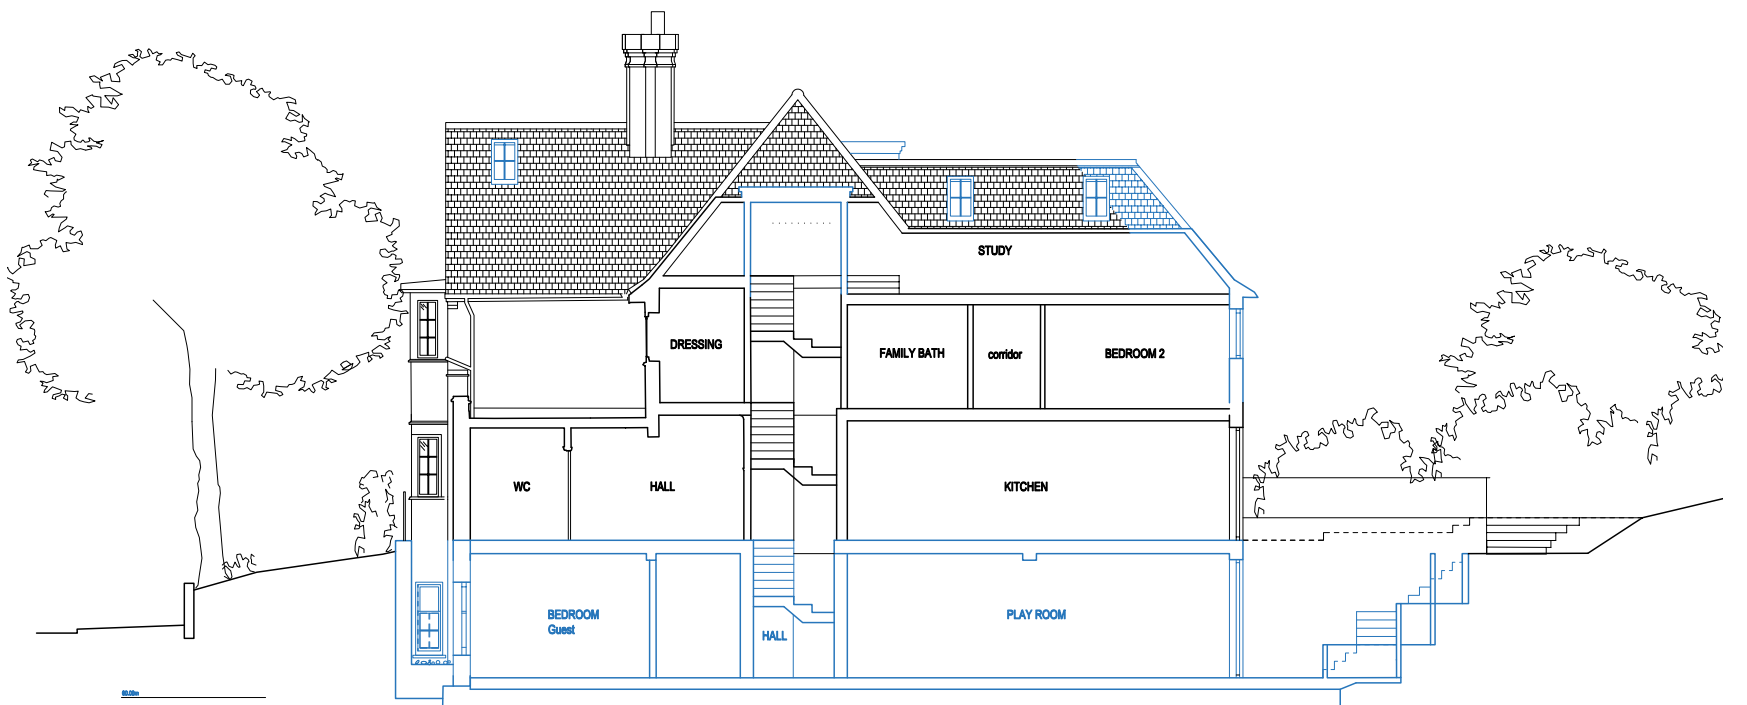 STUDY
DRESSING
FAMILY BATH
corridor
BEDROOM 2
WC
HALL
KITCHEN
BEDROOM
Guest
HALL
PLAY ROOM